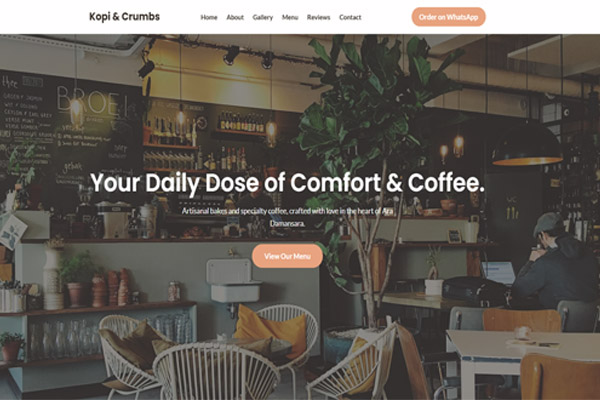 Kopi & Crumbs
Home About Gallery Menu Reviews Contact
Order on WhatsApp
BROEI
Your Daily Dose of Comfort & Coffee.
Artisanal bakes and specialty coffee, crafted with love in the heart of Ara
Damansara.
View Our Menu